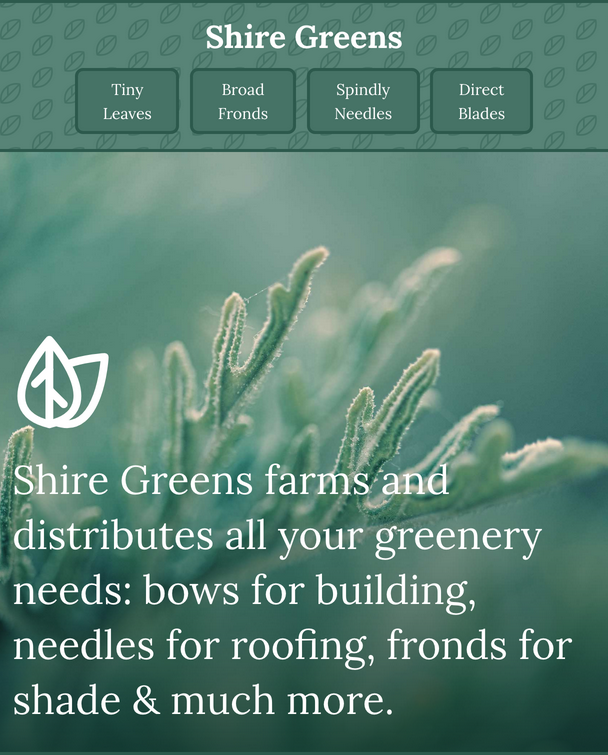 Shire Greens
Tiny Leaves
Broad Fronds
Spindly Needles
Direct Blades
Shire Greens farms and
distributes all your greenery
needs: bows for building,
needles for roofing, fronds for
shade & much more.